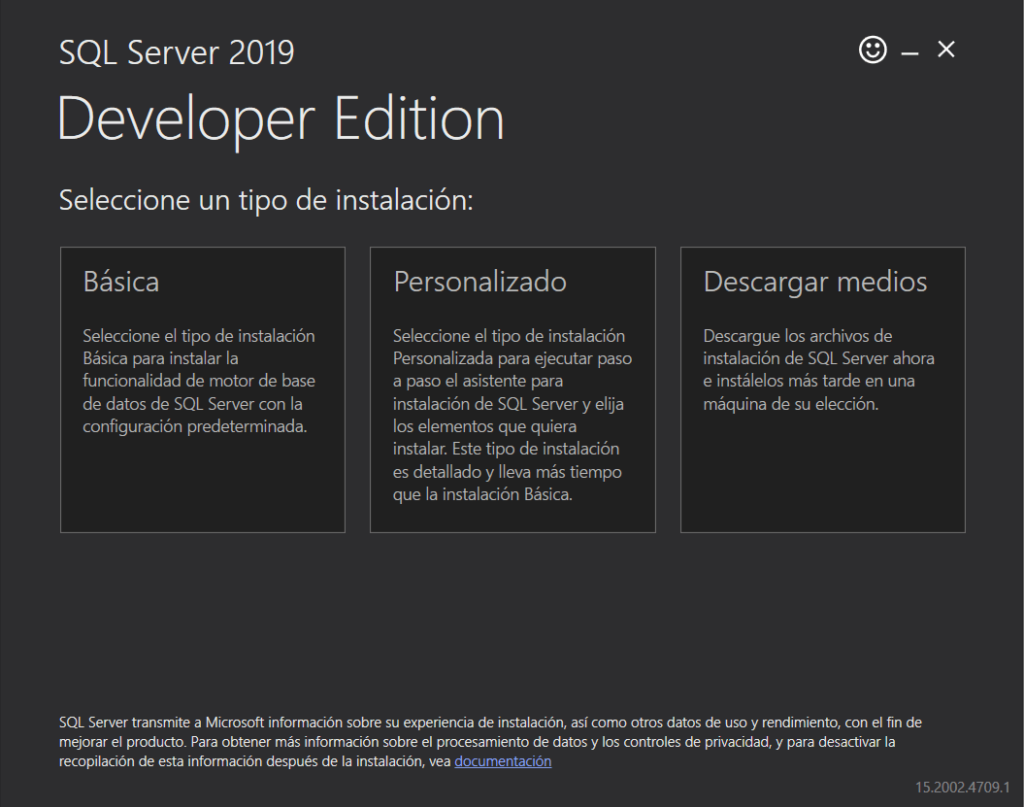 SQL Server 2019
Developer Edition
Seleccione un tipo de instalación:
Básica
Seleccione el tipo de instalación
Básica para instalar la
funcionalidad de motor de base
de datos de SQL Server con la
configuración predeterminada.
Personalizado
Seleccione el tipo de instalación
Personalizada para ejecutar paso
a paso el asistente para
instalación de SQL Server y elija
los elementos que quiera
instalar. Este tipo de instalación
es detallado y lleva más tiempo
que la instalación Básica.
Descargar medios
Descargue los archivos de
instalación de SQL Server ahora
e instálelos más tarde en una
máquina de su elección.
SQL Server transmite a Microsoft información sobre su experiencia de instalación, así como otros datos de uso y rendimiento, con el fin de
mejorar el producto. Para obtener más información sobre el procesamiento de datos y los controles de privacidad, y para desactivar la
recopilación de esta información después de la instalación, vea documentación
15.2002.4709.1